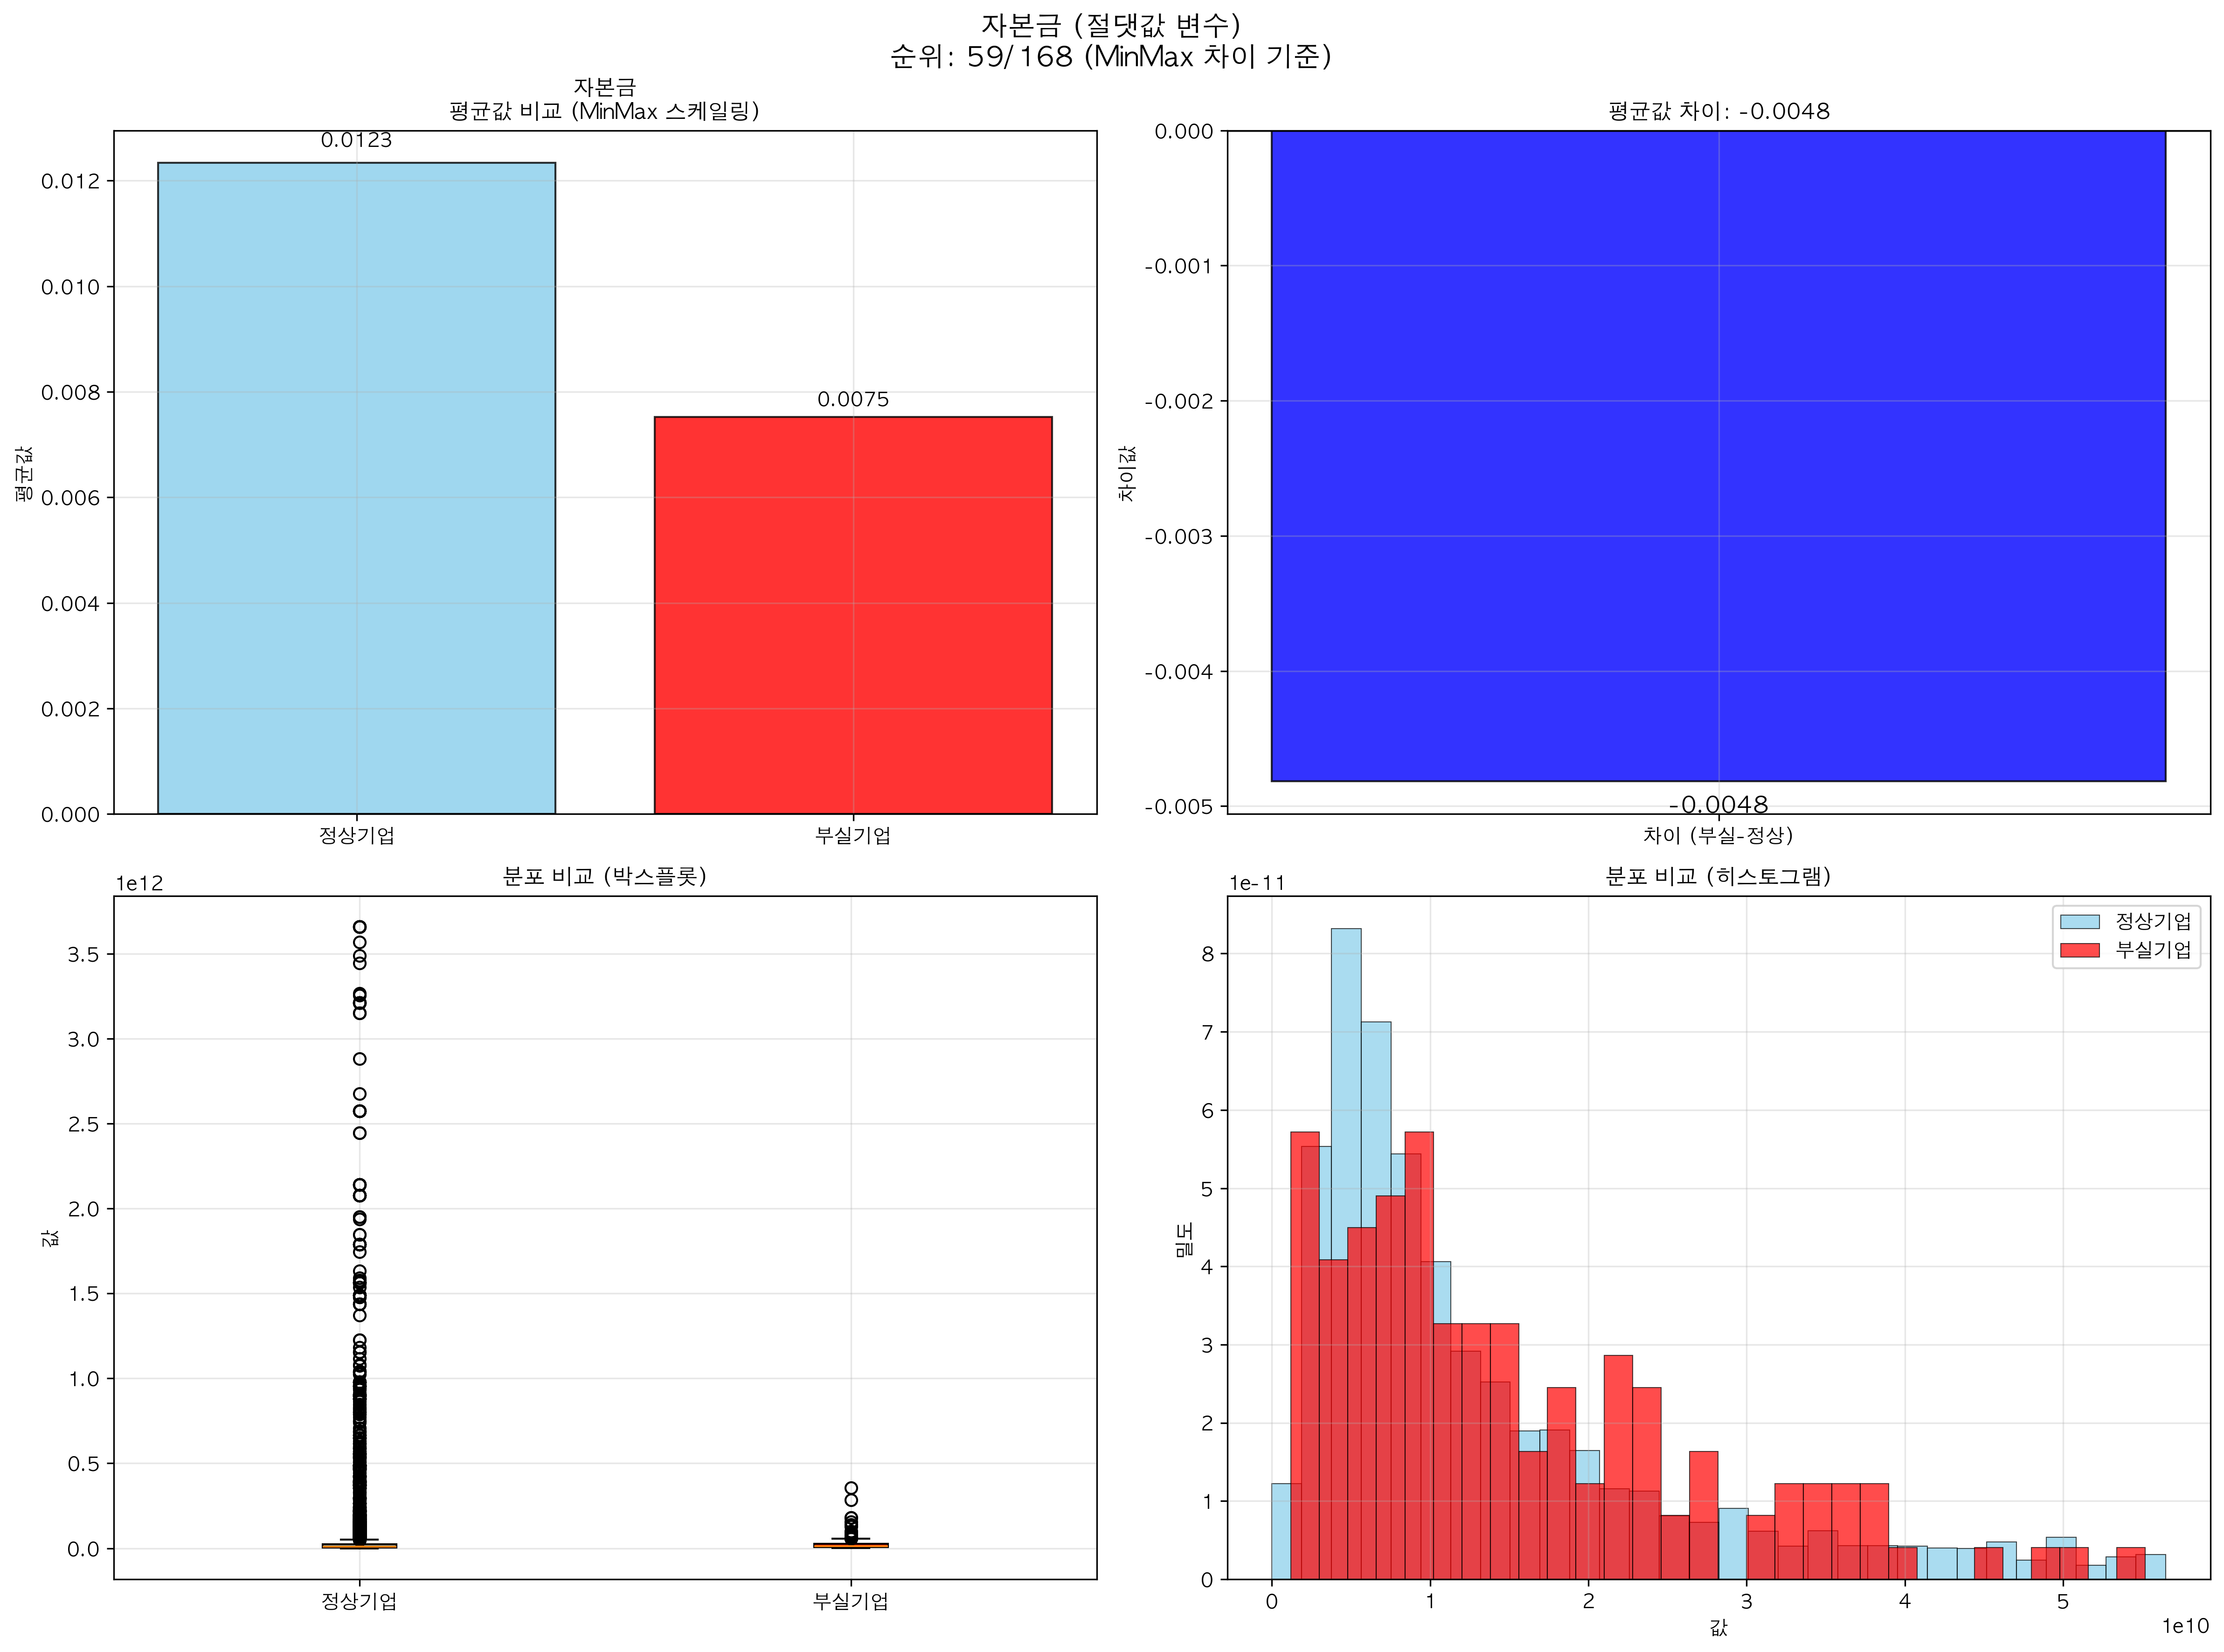 자본금 (절댓값 변수)
순위: 59/168 (MinMax 차이 기준)
자본금
평균값 비교 (MinMax 스케일링)
0.0123
0.0075
0.012
0.010
0.008
0.006
0.004
0.002
0.000
평균값
정상기업
부실기업
평균값 차이: -0.0048
0.000
-0.001
-0.002
-0.003
-0.004
-0.005
차이값
-0.0048
차이 (부실-정상)
분포 비교 (박스플롯)
1e12
3.5
3.0
2.5
2.0
1.5
1.0
0.5
0.0
값
정상기업
부실기업
분포 비교 (히스토그램)
1e-11
정상기업
부실기업
8
7
6
5
4
3
2
1
0
밀도
0
1
2
3
4
5
1e10
값